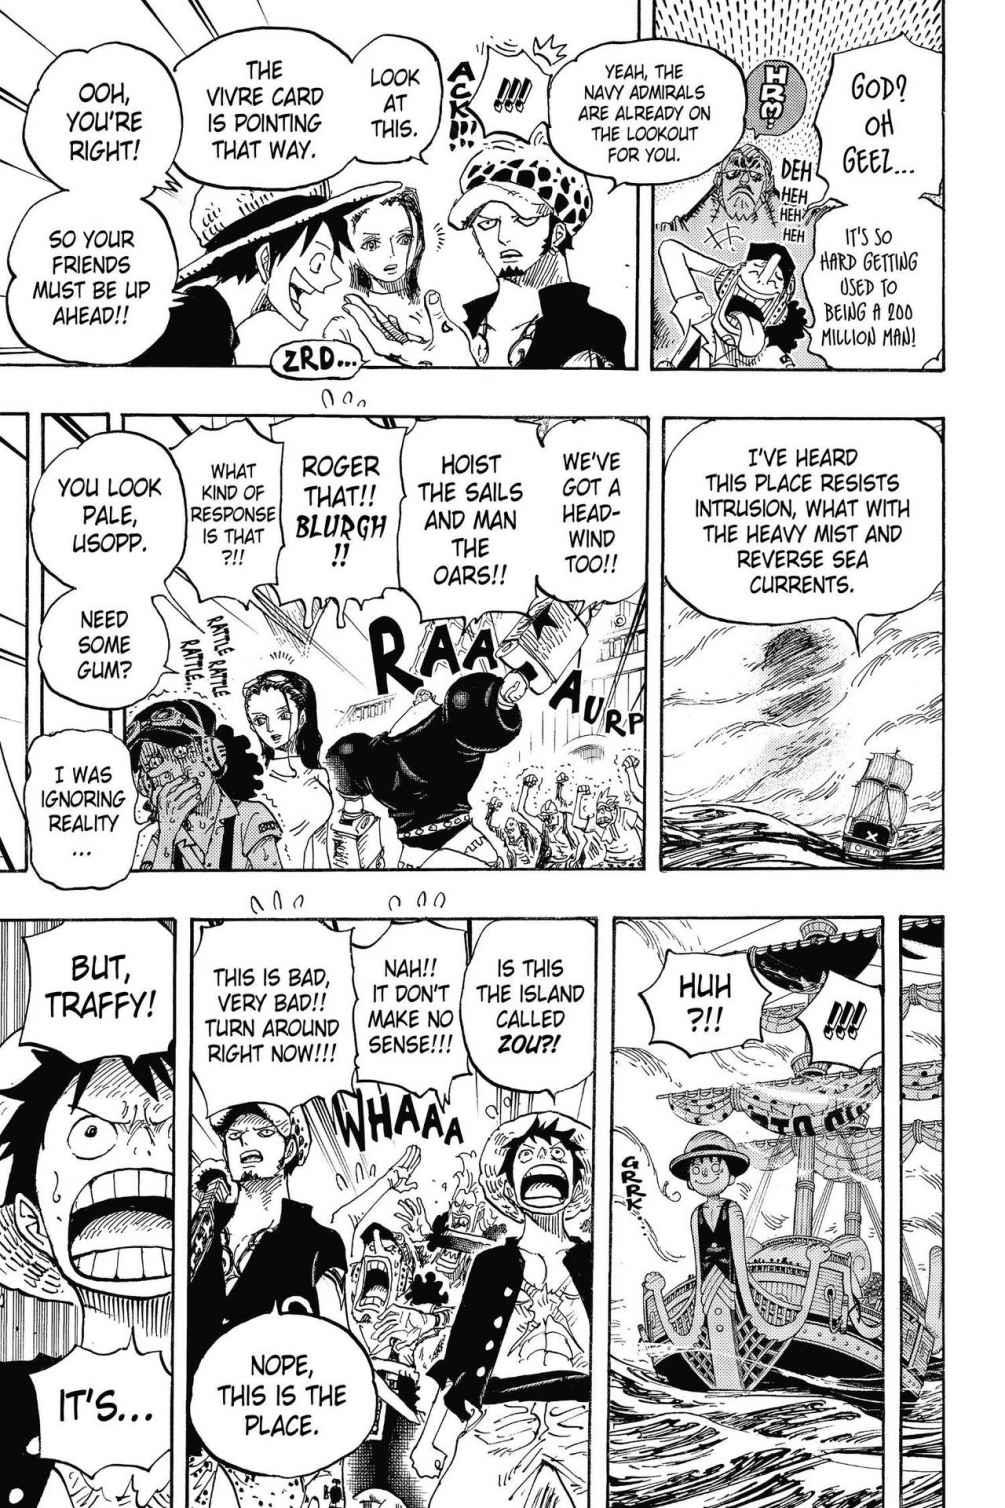 GOD?
OH
GEEZ...
IT'S SO
HARD GETTING
USED TO
BEING A 200
MILLION MAN!
HRM!
DEH
HEH
HEH
HEH
YEAH, THE
NAVY ADMIRALS
ARE ALREADY ON
THE LOOKOUT
FOR YOU.
!!!
ACK!!!
LOOK
AT
THIS.
THE
VIVRE CARD
IS POINTING
THAT WAY.
ZRD...
OOH,
YOU'RE
RIGHT!
SO YOUR
FRIENDS
MUST BE UP
AHEAD!!
I'VE HEARD
THIS PLACE RESISTS
INTRUSION, WHAT WITH
THE HEAVY MIST AND
REVERSE SEA
CURRENTS.
WE'VE
GOT A
HEAD-
WIND
TOO!!
HOIST
THE SAILS
AND MAN
THE
OARS!!
ROGER
THAT!!
BLURGH
!!
RAA
AURP
WHAT
KIND OF
RESPONSE
IS THAT
?!!
RATTLE RATTLE
RATTLE..
YOU LOOK
PALE,
USOPP.
NEED
SOME
GUM?
I WAS
IGNORING
REALITY
...
!!!
HUH
?!!
GRRK..
IS THIS
THE ISLAND
CALLED
ZOU?!
NAH!!
IT DON'T
MAKE NO
SENSE!!!
THIS IS BAD,
VERY BAD!!
TURN AROUND
RIGHT NOW!!!
WHAAAA
NOPE,
THIS IS THE
PLACE.
BUT,
TRAFFY!
IT'S...